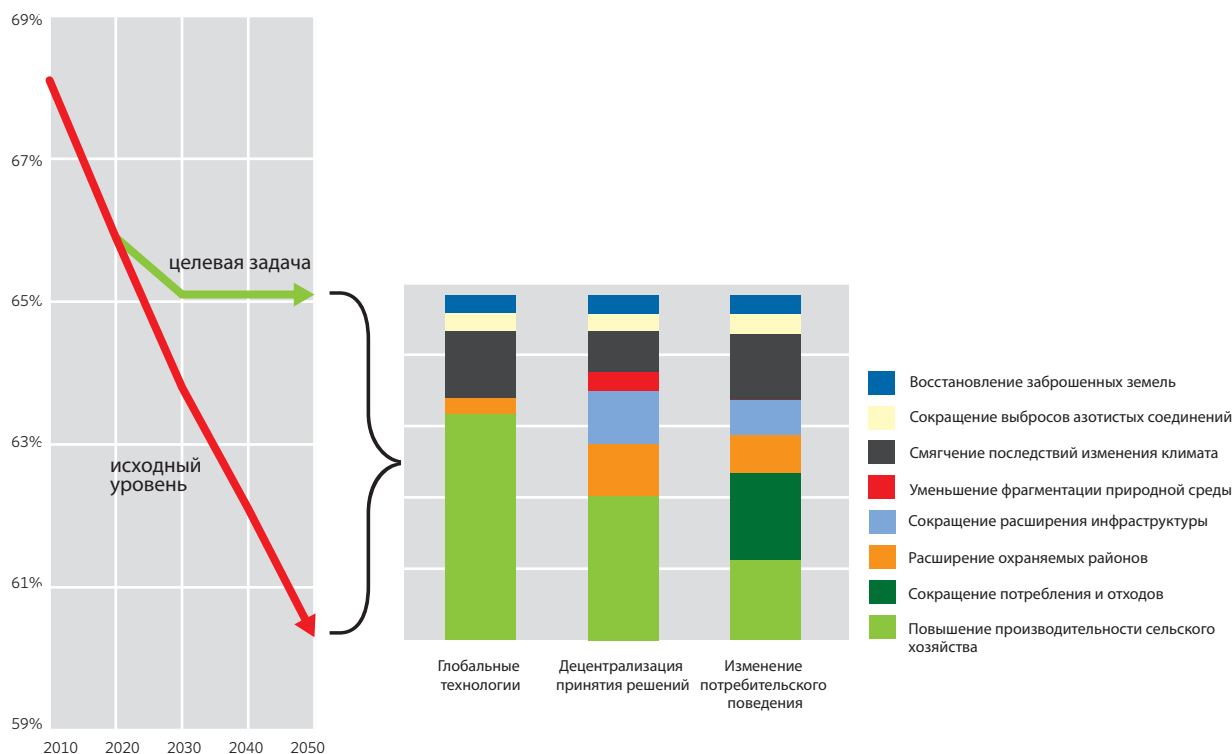 69%
67%
65%
63%
61%
59%
2010 2020 2030 2040 2050
целевая задача
исходный
уровень
Глобальные
технологии
Децентрализация
принятия решений
Изменение
потребительского
поведения
Восстановление заброшенных земель
Сокращение выбросов азотистых соединений
Смягчение последствий изменения климата
Уменьшение фрагментации природной среды
Сокращение расширения инфраструктуры
Расширение охраняемых районов
Сокращение потребления и отходов
Повышение производительности сельского
хозяйства